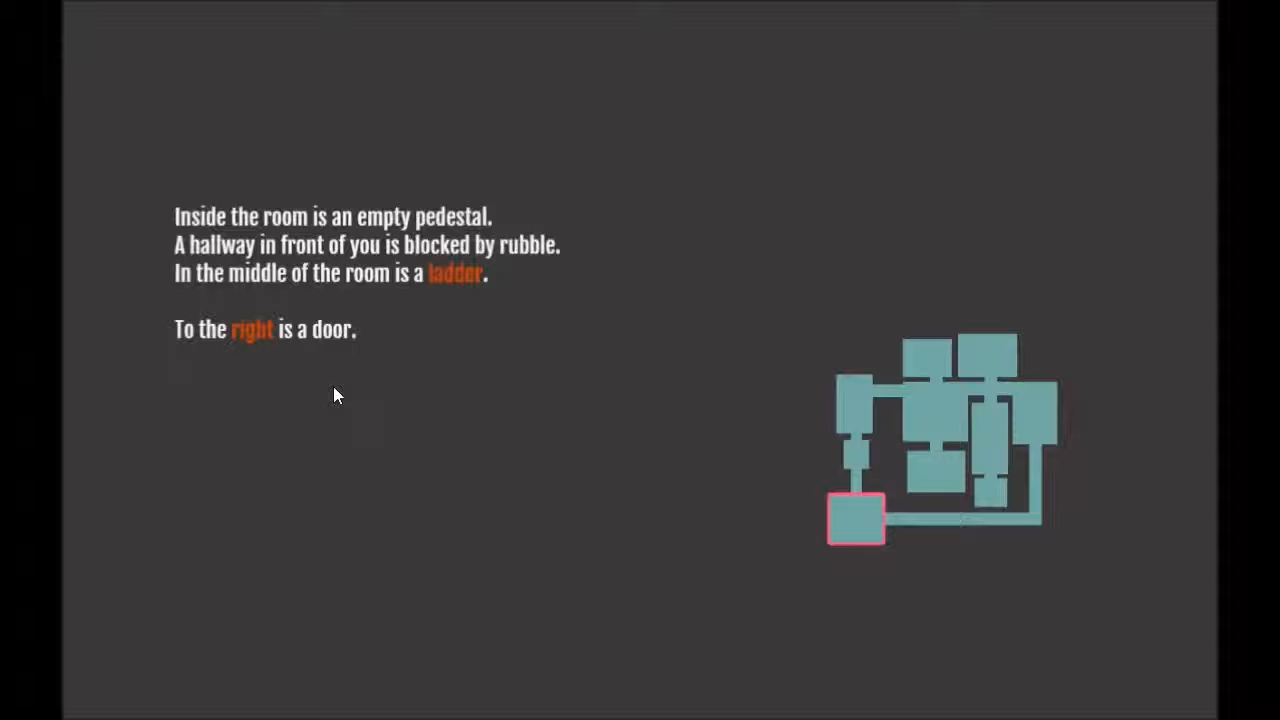 Inside the room is an empty pedestal.
A hallway in front of you is blocked by rubble.
In the middle of the room is a ladder.
To the right is a door.